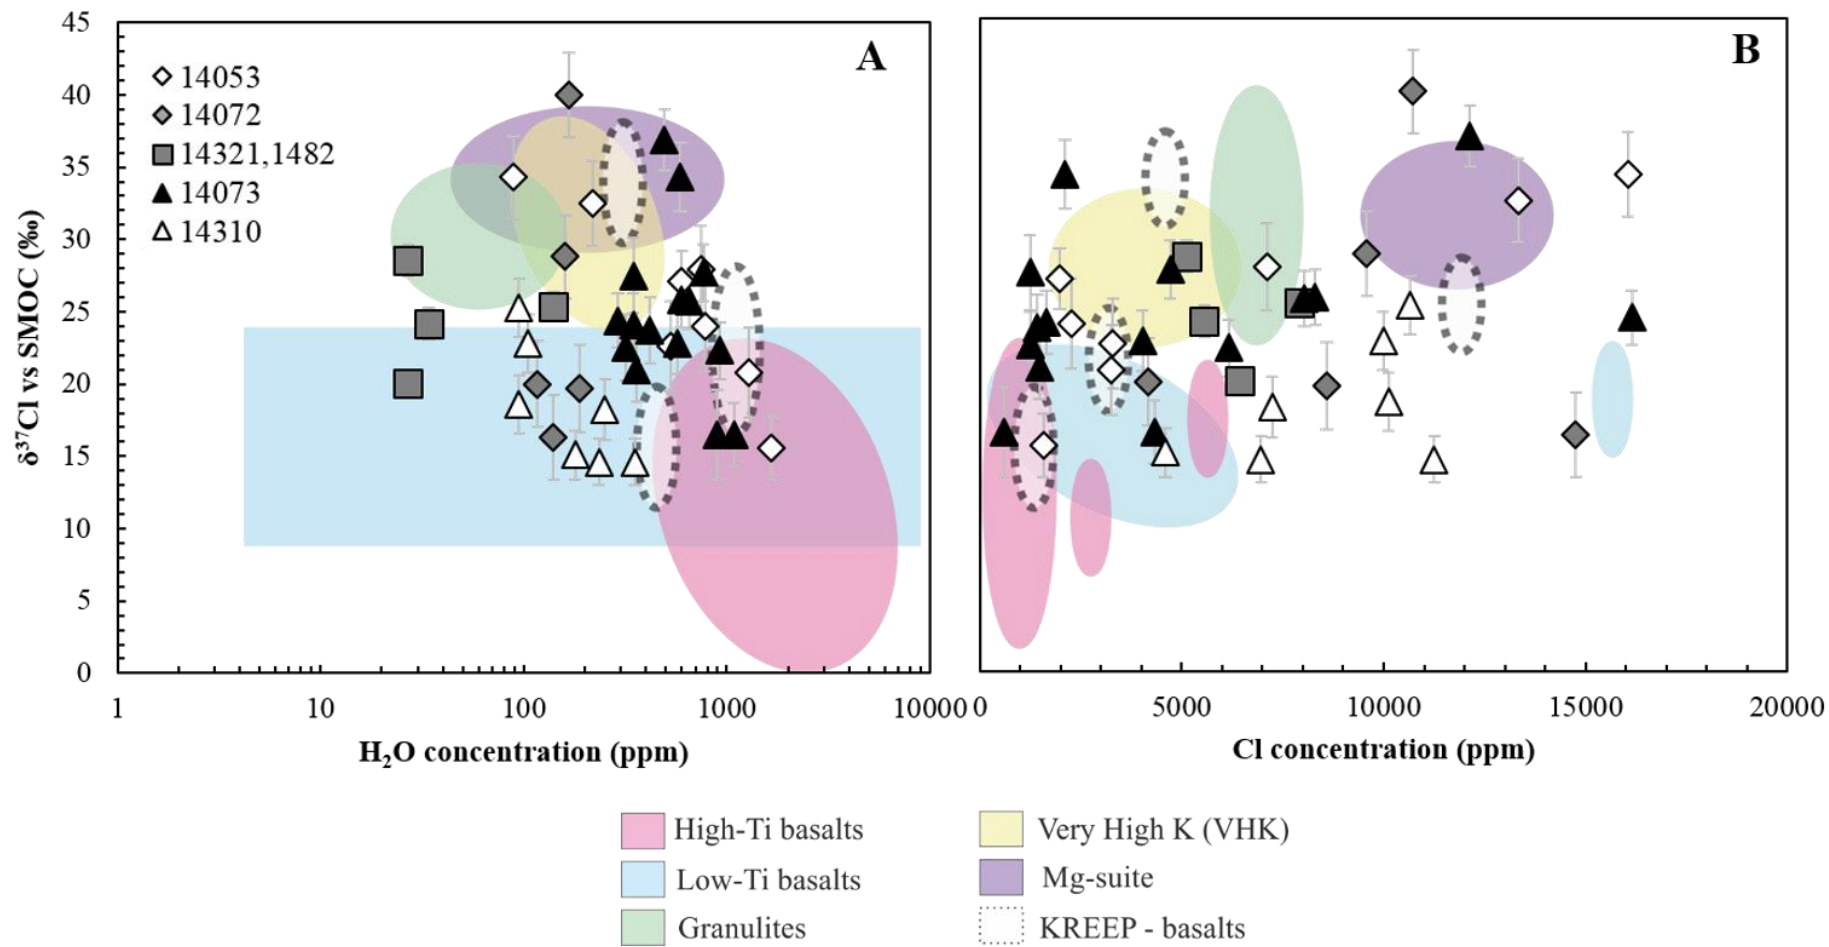 A
B
14053
14072
14321,1482
14073
14310
45
40
35
30
25
20
15
10
5
0
δ³⁷Cl vs SMOC (‰)
1 10 100 1000 10000
0 5000 10000 15000 20000
H₂O concentration (ppm)
Cl concentration (ppm)
High-Ti basalts
Low-Ti basalts
Granulites
Very High K (VHK)
Mg-suite
KREEP - basalts